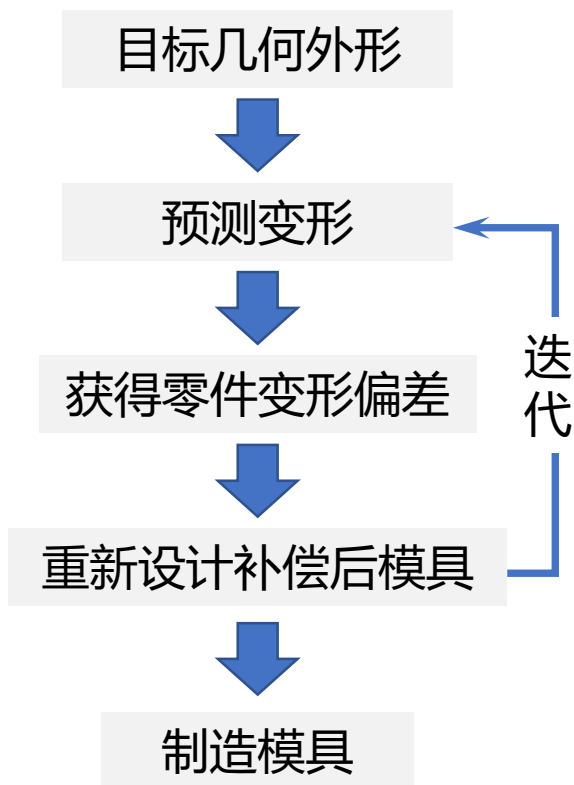 目标几何外形
预测变形
获得零件变形偏差
重新设计补偿后模具
制造模具
迭
代